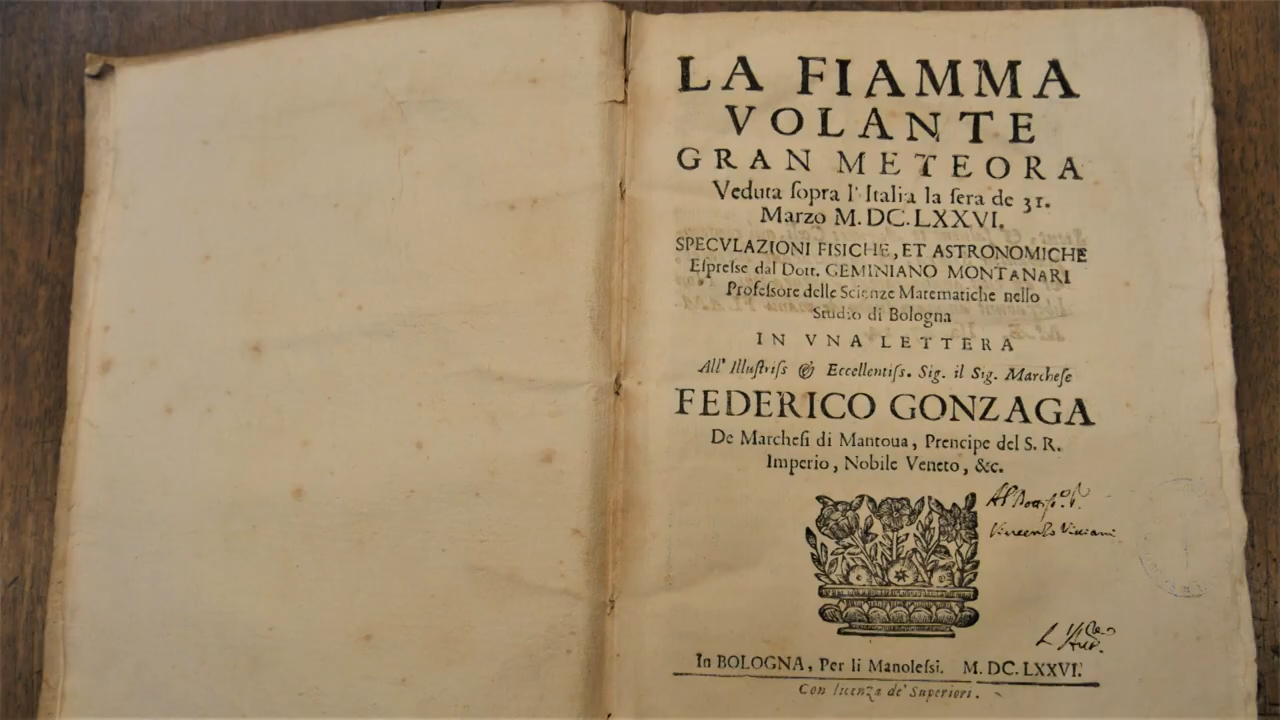 LA FIAMMA
VOLANTE
GRAN METEORA
Veduta ſopra l'Italia la ſera de 31.
Marzo M.DC.LXXVI.
SPECVLAZIONI FISICHE, ET ASTRONOMICHE
Eſpreſſe dal Dott. GEMINIANO MONTANARI
Profeſſore delle Scienze Matematiche nello
Studio di Bologna
IN VNA LETTERA
All' Illuſtriſs & Eccellentiſs. Sig. il Sig. Marcheſe
FEDERICO GONZAGA
De Marcheſi di Mantoua, Prencipe del S. R.
Imperio, Nobile Veneto, &c.
Vincento Viuiani
In BOLOGNA, Per li Manoleſſi. M. DC. LXXVI.
Con licenza de' Superiori.